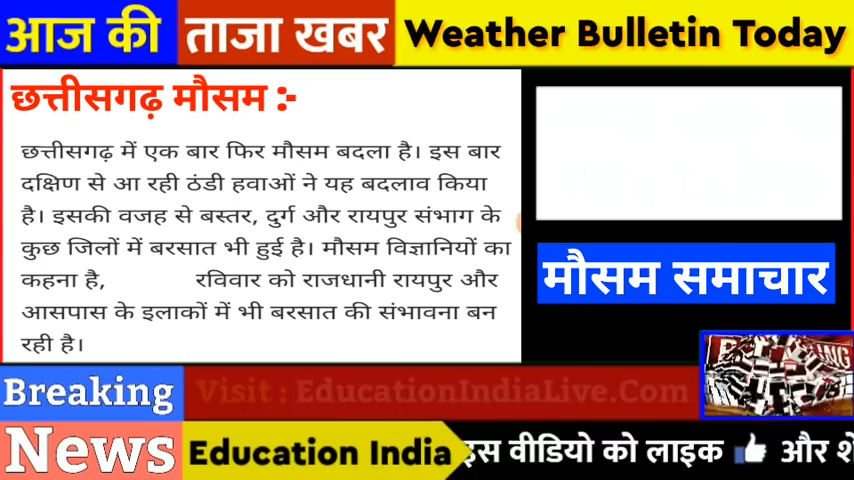 आज की ताजा खबर Weather Bulletin Today
छत्तीसगढ़ मौसम :-
छत्तीसगढ़ में एक बार फिर मौसम बदला है। इस बार
दक्षिण से आ रही ठंडी हवाओं ने यह बदलाव किया
है। इसकी वजह से बस्तर, दुर्ग और रायपुर संभाग के
कुछ जिलों में बरसात भी हुई है। मौसम विज्ञानियों का
कहना है, रविवार को राजधानी रायपुर और
आसपास के इलाकों में भी बरसात की संभावना बन
रही है।
मौसम समाचार
Breaking
News
Visit : EducationIndiaLive.Com
Education India
इस वीडियो को लाइक 👍 और शे